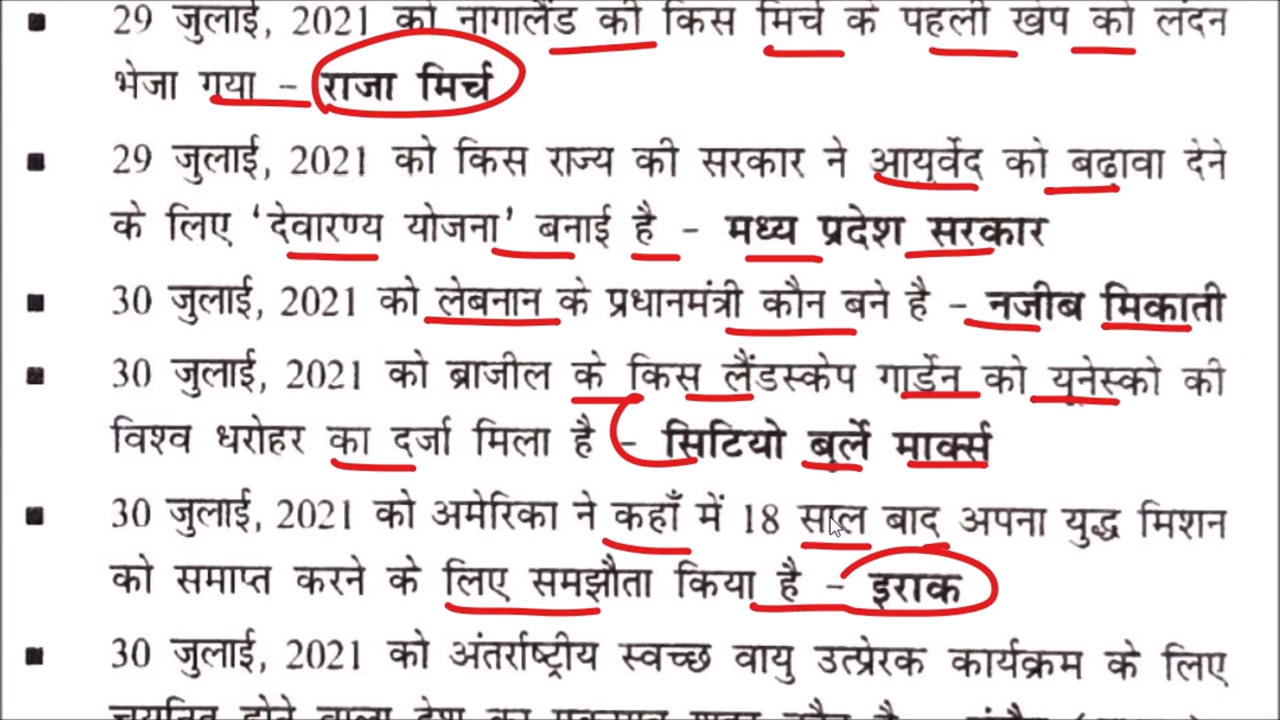 29 जुलाई, 2021 को नागालैंड की किस मिर्च के पहली खेप को लंदन
भेजा गया – राजा मिर्च
29 जुलाई, 2021 को किस राज्य की सरकार ने आयुर्वेद को बढावा देने
के लिए ‘देवारण्य योजना’ बनाई है – मध्य प्रदेश सरकार
30 जुलाई, 2021 को लेबनान के प्रधानमंत्री कौन बने है – नजीब मिकाती
30 जुलाई, 2021 को ब्राजील के किस लैंडस्केप गार्डेन को यूनेस्को की
विश्व धरोहर का दर्जा मिला है – सिटियो बुर्ले मार्क्स
30 जुलाई, 2021 को अमेरिका ने कहाँ में 18 साल बाद अपना युद्ध मिशन
को समाप्त करने के लिए समझौता किया है – इराक
30 जुलाई, 2021 को अंतर्राष्ट्रीय स्वच्छ वायु उत्प्रेरक कार्यक्रम के लिए